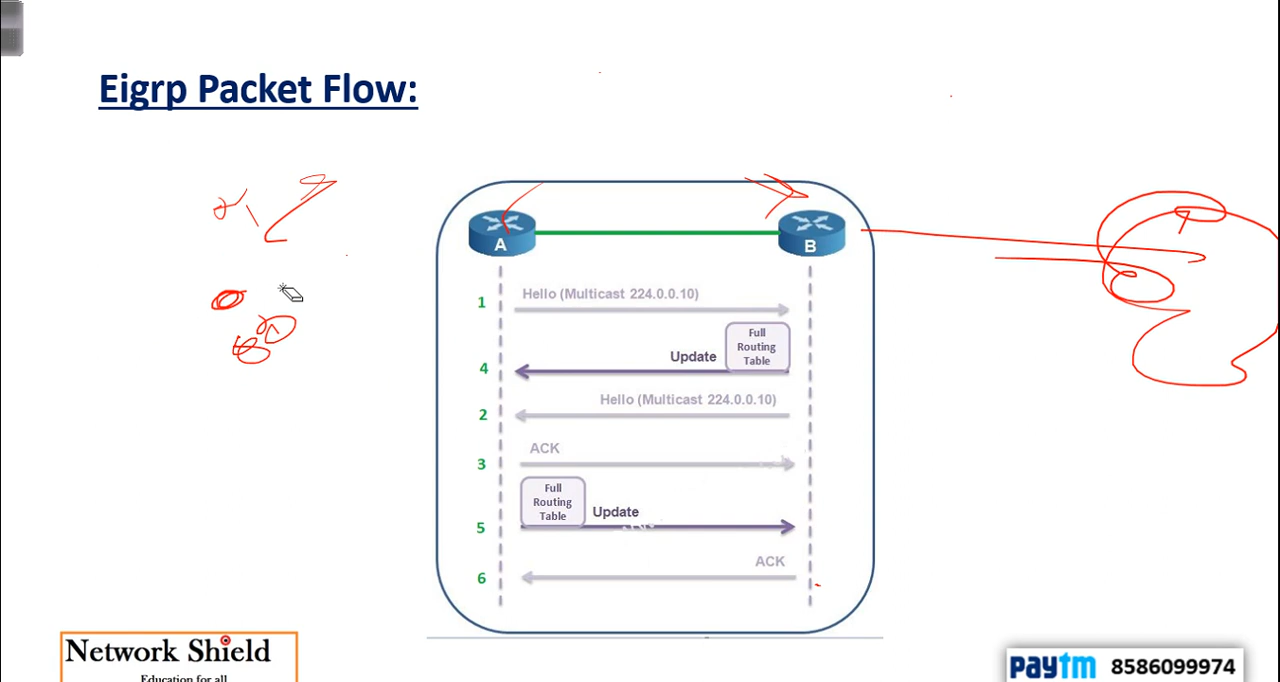 Eigrp Packet Flow:
A
B
1
Hello (Multicast 224.0.0.10)
Full
Routing
Table
Update
4
Hello (Multicast 224.0.0.10)
2
ACK
3
Full
Routing
Table
Update
5
ACK
6
Network Shield
Education for all
paytm 8586099974